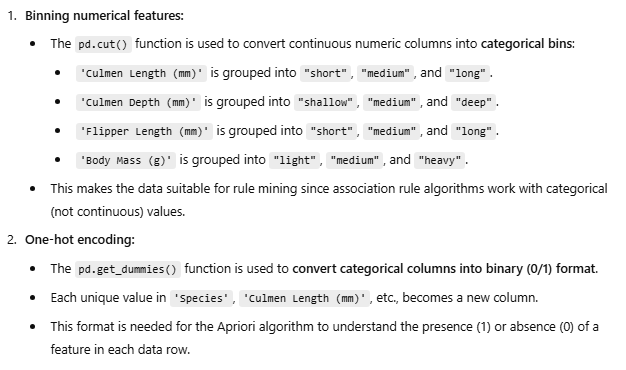 1. Binning numerical features:
• The pd.cut() function is used to convert continuous numeric columns into categorical bins:
• 'Culmen Length (mm)' is grouped into "short", "medium", and "long".
• 'Culmen Depth (mm)' is grouped into "shallow", "medium", and "deep".
• 'Flipper Length (mm)' is grouped into "short", "medium", and "long".
• 'Body Mass (g)' is grouped into "light", "medium", and "heavy".
• This makes the data suitable for rule mining since association rule algorithms work with categorical
(not continuous) values.
2. One-hot encoding:
• The pd.get_dummies() function is used to convert categorical columns into binary (0/1) format.
• Each unique value in 'Species', 'Culmen Length (mm)', etc., becomes a new column.
• This format is needed for the Apriori algorithm to understand the presence (1) or absence (0) of a
feature in each data row.